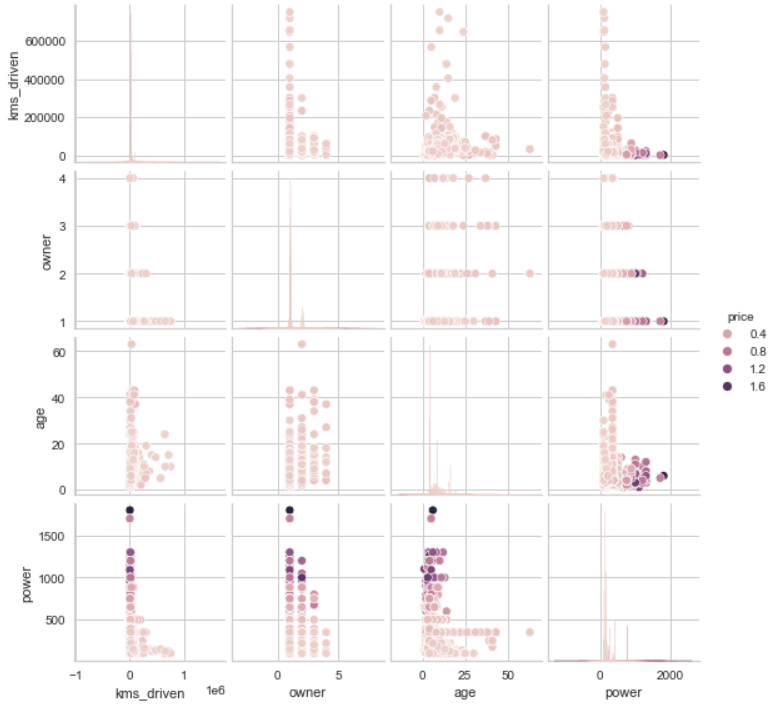 600000
400000
200000
0
kms_driven
4
3
2
1
owner
60
40
20
0
age
price
0.4
0.8
1.2
1.6
1500
1000
500
power
−1 0 1 0 5 0 25 50 0 2000
1e6
kms_driven owner age power